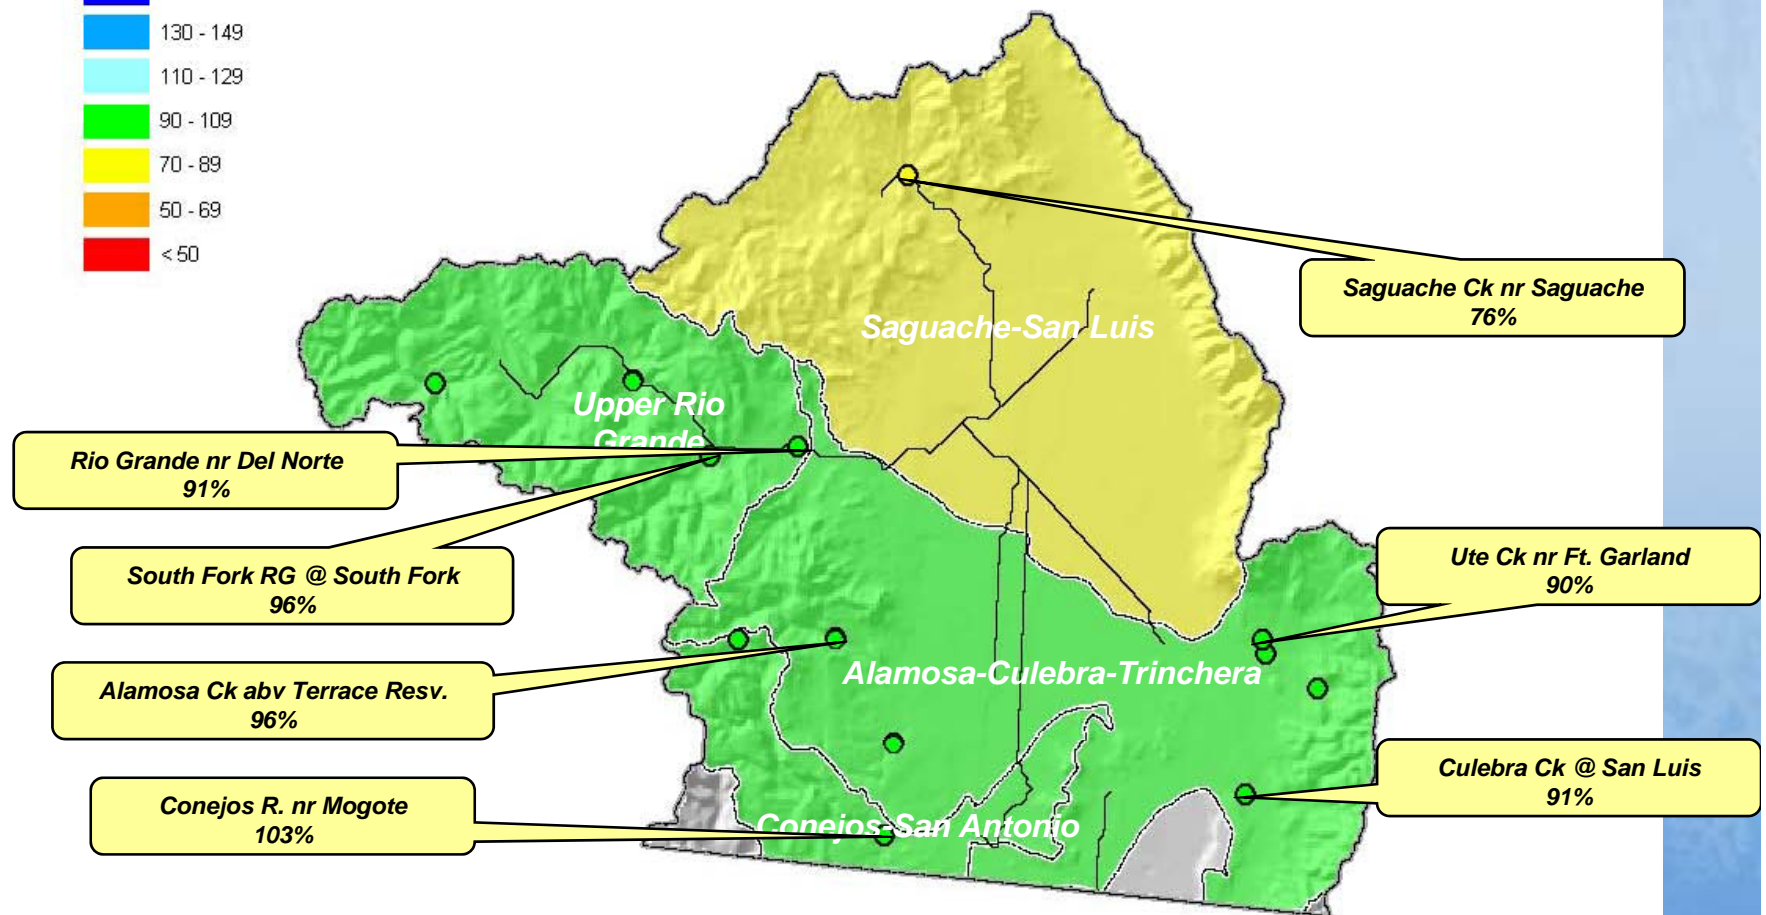 130 - 149
110 - 129
90 - 109
70 - 89
50 - 69
< 50
Saguache Ck nr Saguache
76%
Saguache-San Luis
Upper Rio
Grande
Rio Grande nr Del Norte
91%
South Fork RG @ South Fork
96%
Ute Ck nr Ft. Garland
90%
Alamosa Ck abv Terrace Resv.
96%
Alamosa-Culebra-Trinchera
Culebra Ck @ San Luis
91%
Conejos R. nr Mogote
103%
Conejos-San Antonio